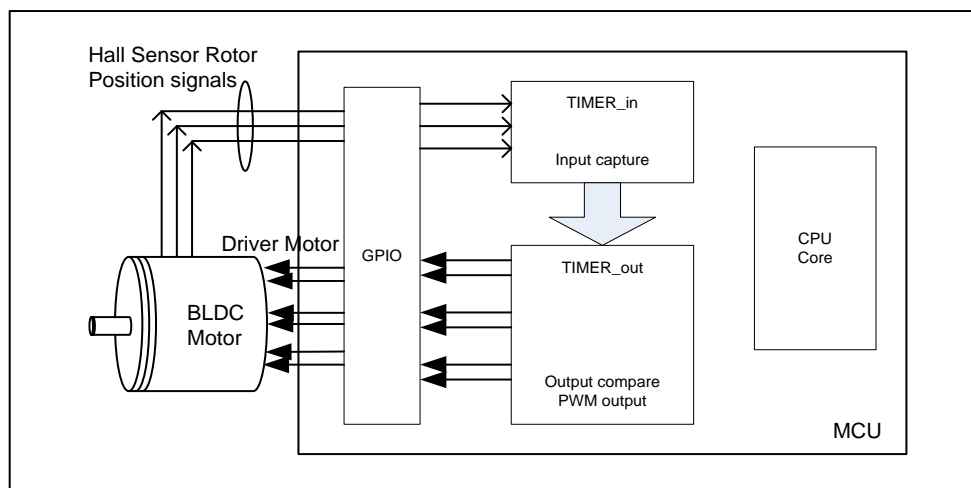 Hall Sensor Rotor
Position signals
TIMER_in
Input capture
CPU
Core
Driver Motor
GPIO
TIMER_out
BLDC
Motor
Output compare
PWM output
MCU